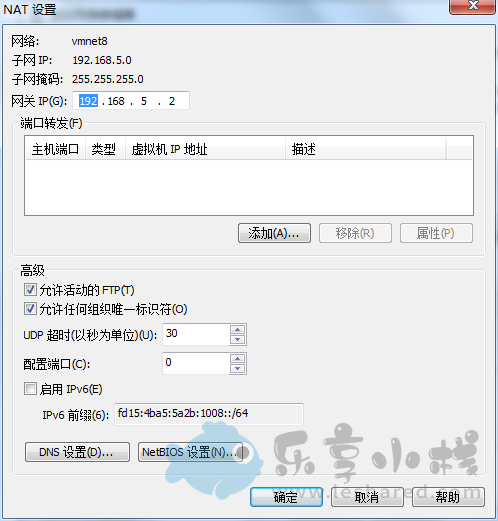 NAT 设置
网络: vmnet8
子网 IP: 192.168.5.0
子网掩码: 255.255.255.0
网关 IP(G): 192 .168 . 5 . 2
端口转发(F)
主机端口 类型 虚拟机 IP 地址 描述
添加(A)... 移除(R) 属性(P)
高级
允许活动的 FTP(T)
允许任何组织唯一标识符(O)
UDP 超时(以秒为单位)(U): 30
配置端口(C): 0
启用 IPv6(E)
IPv6 前缀(6): fd15:4ba5:5a2b:1008::/64
DNS 设置(D)... NetBIOS 设置(N)...
乐享小栈
www.leshared.com
确定 取消 帮助